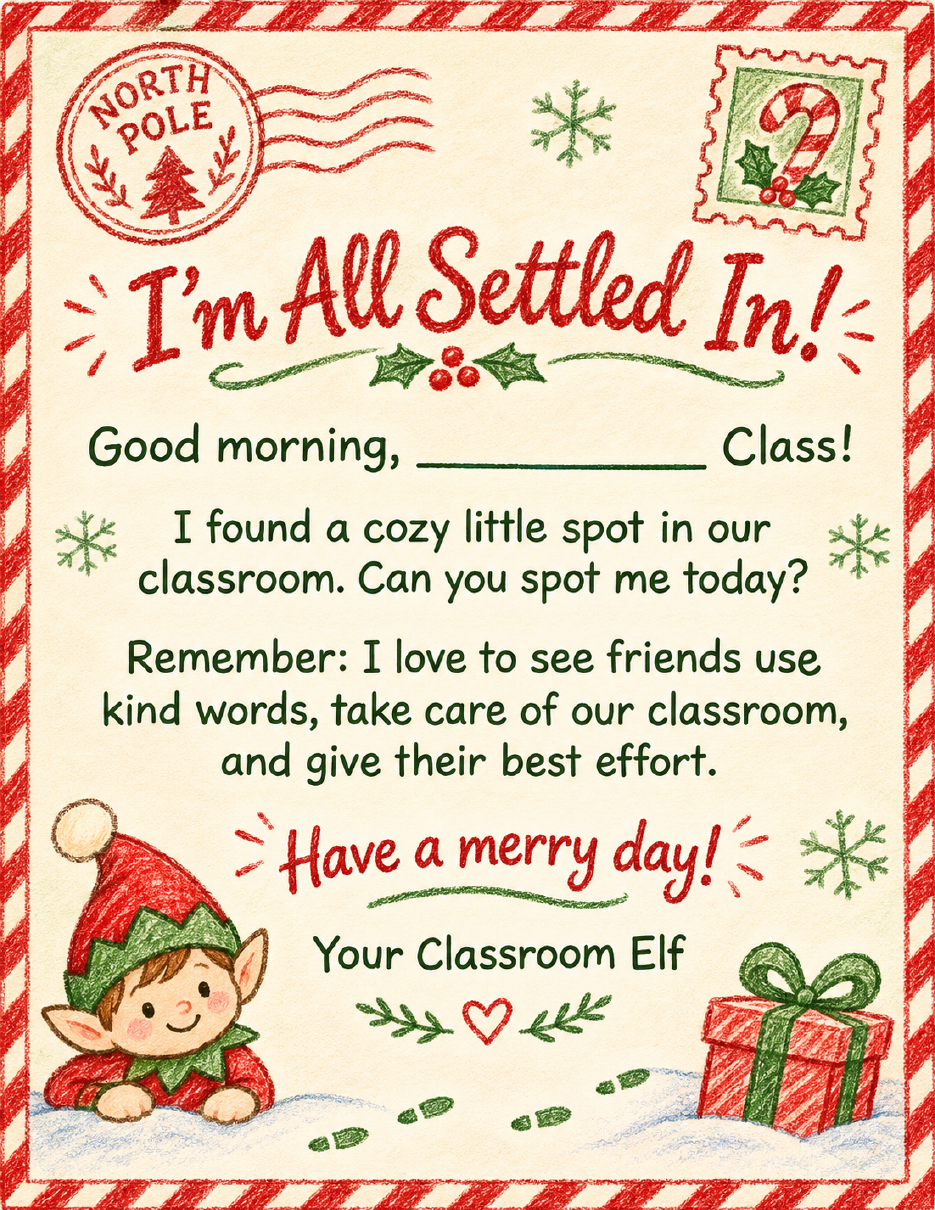 NORTH
POLE
I'm All Settled In!
Good morning, ____________ Class!
I found a cozy little spot in our
classroom. Can you spot me today?
Remember: I love to see friends use
kind words, take care of our classroom,
and give their best effort.
Have a merry day!
Your Classroom Elf